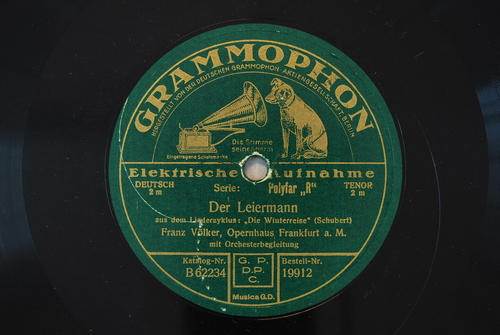 GRAMMOPHON
HERGESTELLT VON DER DEUTSCHEN GRAMMOPHON-AKTIENGESELLSCHAFT BERLIN
Die Stimme
seines Herrn
Eingetragene Schutzmarke
Elektrische Aufnahme
DEUTSCH
2 m
Serie: Polyfar „R“
TENOR
2 m
Der Leiermann
aus dem Liederzyklus: „Die Winterreise“ (Schubert)
Franz Völker, Opernhaus Frankfurt a. M.
mit Orchesterbegleitung
Katalog-Nr.
B 62234
G. P.
D.P.
C.
Bestell-Nr.
19912
Musica G.D.